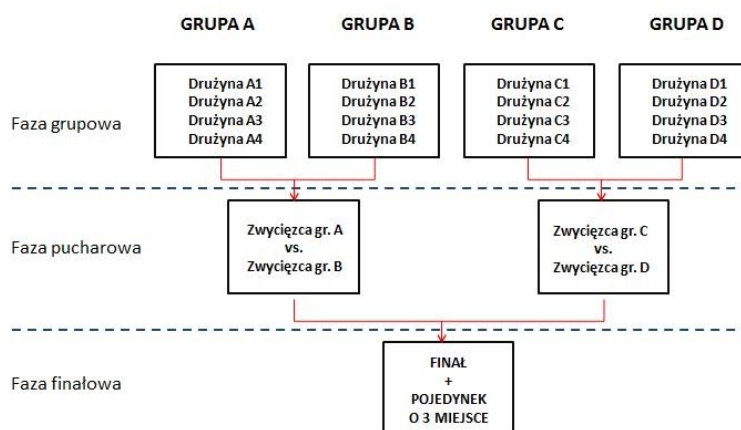 GRUPA A
GRUPA B
GRUPA C
GRUPA D
Faza grupowa
Drużyna A1
Drużyna A2
Drużyna A3
Drużyna A4
Drużyna B1
Drużyna B2
Drużyna B3
Drużyna B4
Drużyna C1
Drużyna C2
Drużyna C3
Drużyna C4
Drużyna D1
Drużyna D2
Drużyna D3
Drużyna D4
Faza pucharowa
Zwycięzca gr. A
vs.
Zwycięzca gr. B
Zwycięzca gr. C
vs.
Zwycięzca gr. D
Faza finałowa
FINAŁ
+
POJEDYNEK
O 3 MIEJSCE